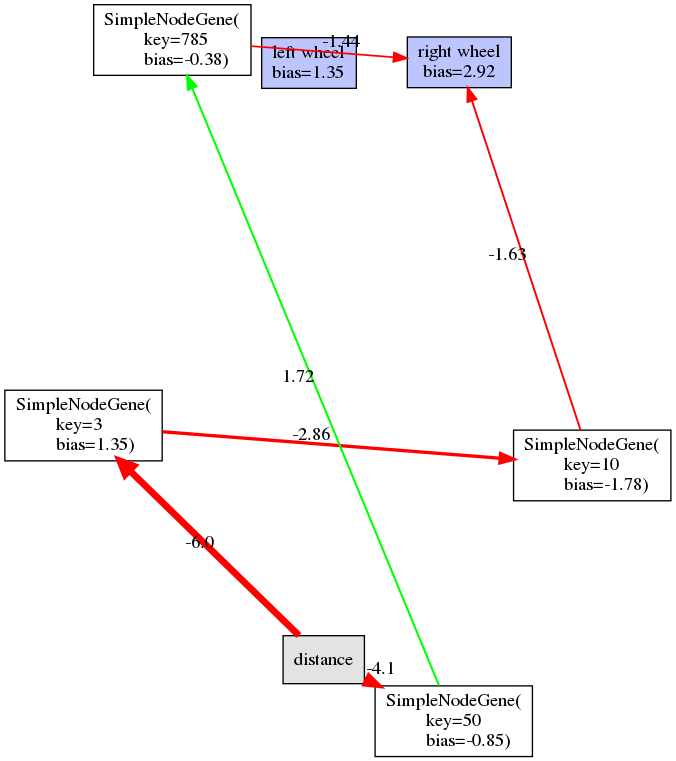 SimpleNodeGene(
key=785
bias=-0.38)
-1.44
left wheel
bias=1.35
right wheel
bias=2.92
-1.63
1.72
SimpleNodeGene(
key=3
bias=1.35)
-2.86
SimpleNodeGene(
key=10
bias=-1.78)
-6.0
distance
-4.1
SimpleNodeGene(
key=50
bias=-0.85)